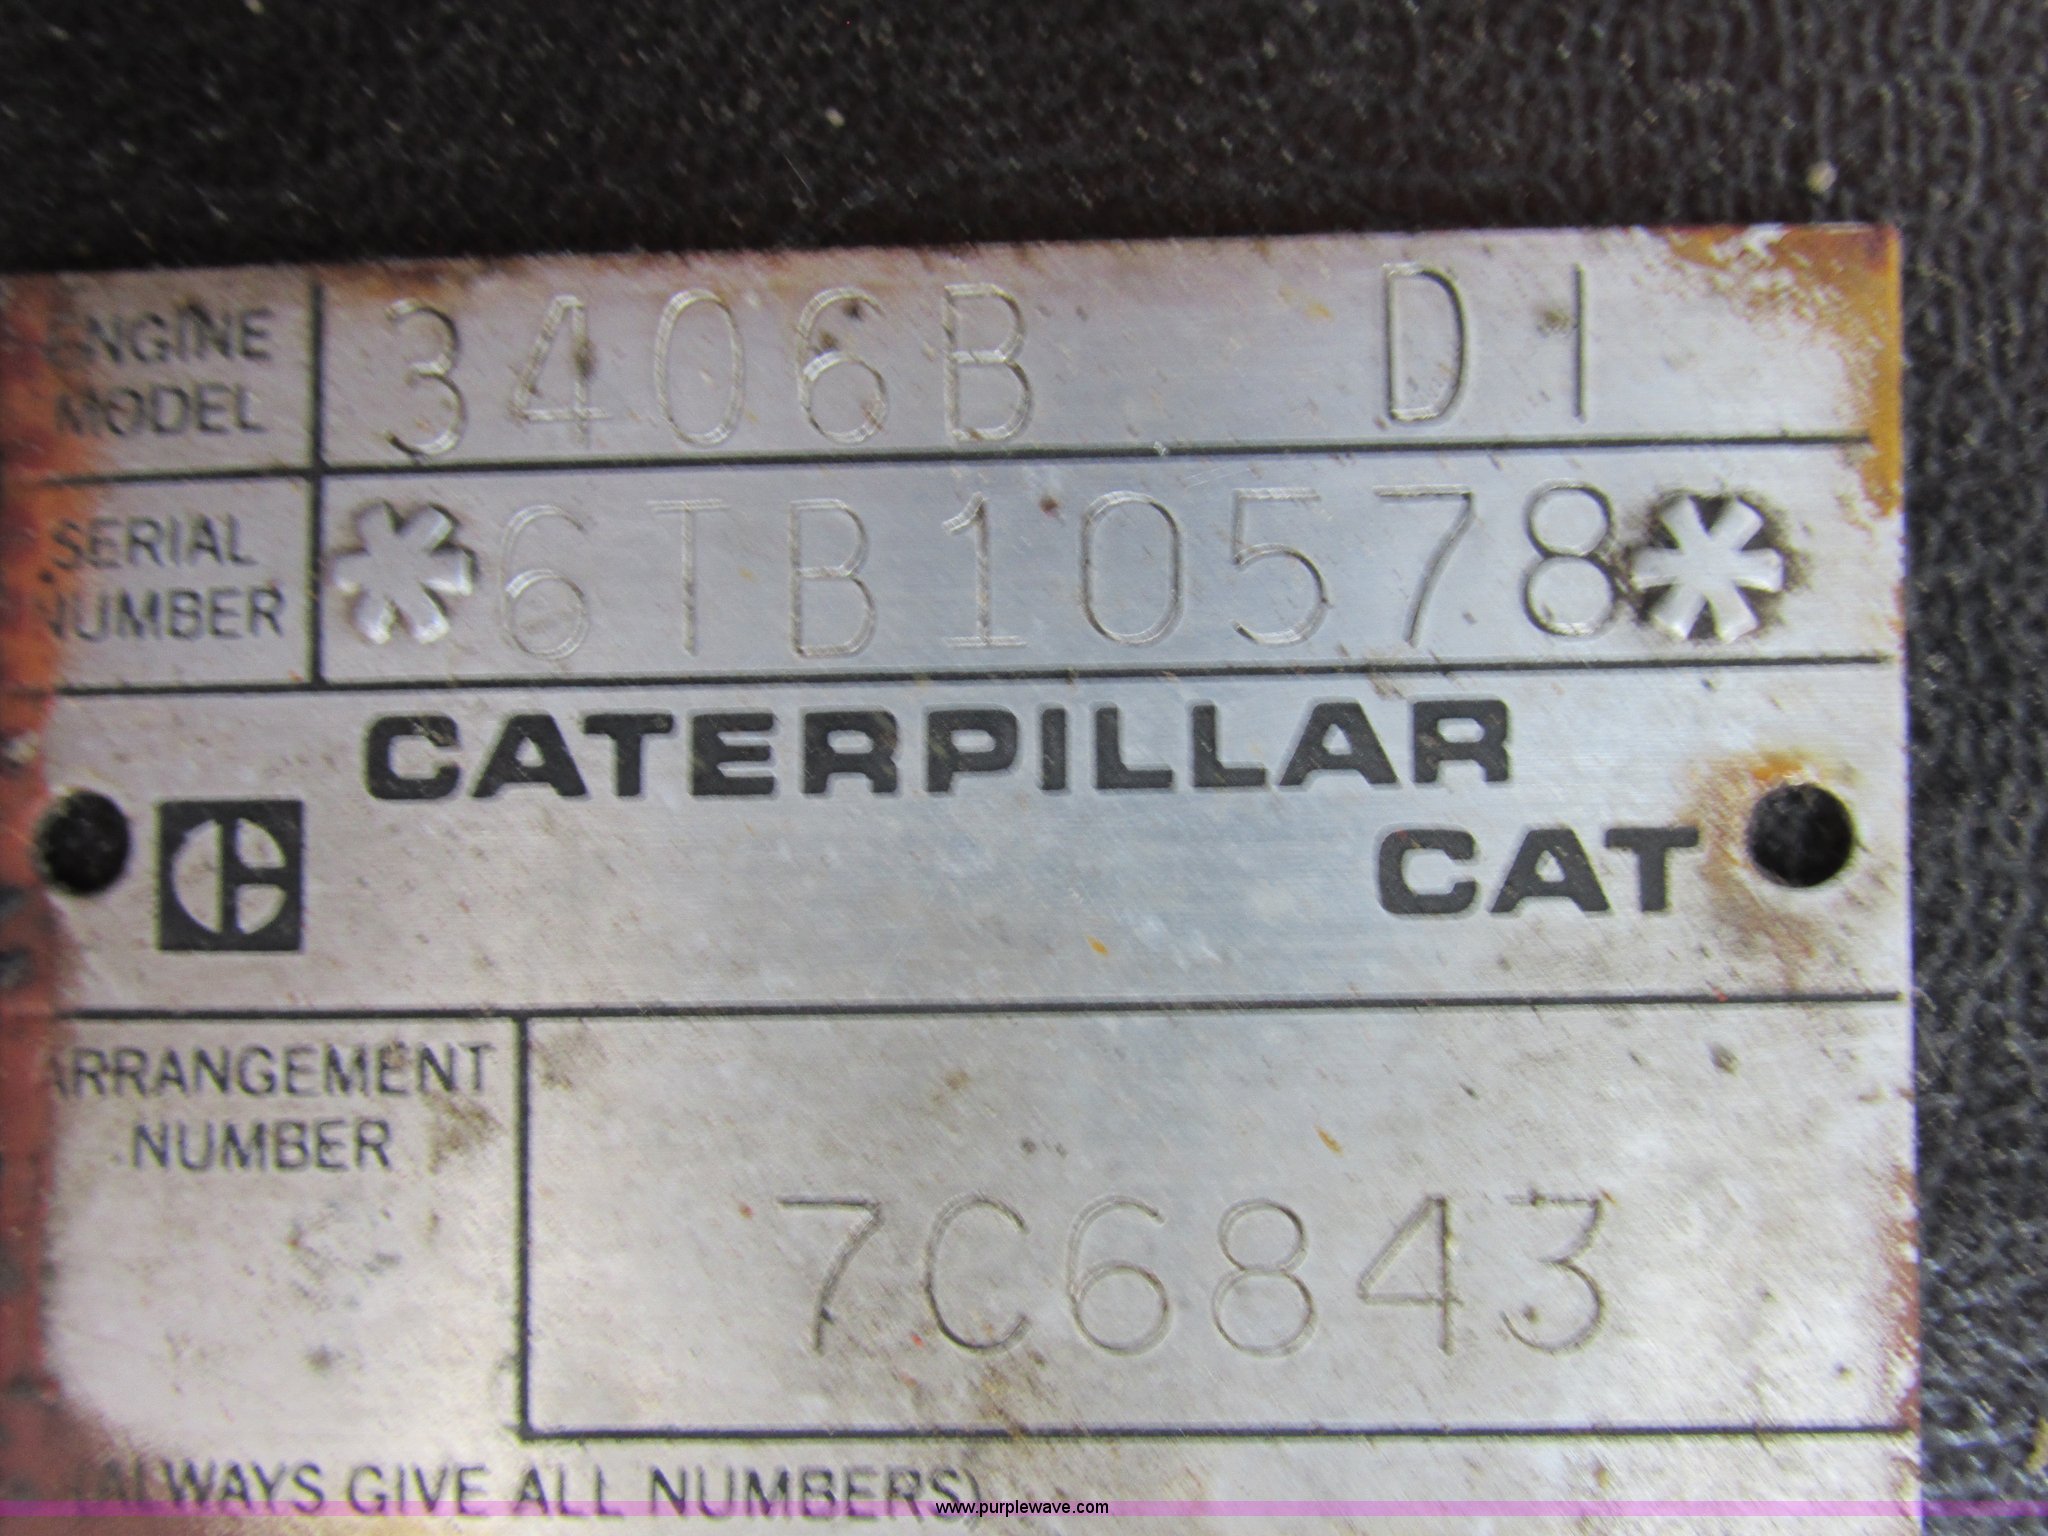 ENGINE MODEL 3406B DI
SERIAL NUMBER *6TB10578*
CATERPILLAR
CAT
ARRANGEMENT NUMBER
7C6843
(ALWAYS GIVE ALL NUMBERS)
www.purplewave.com